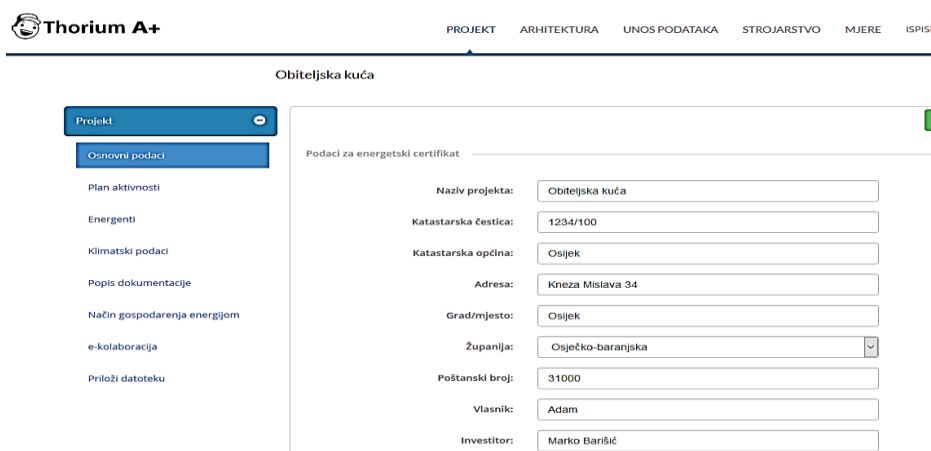 Thorium A+
PROJEKT ARHITEKTURA UNOS PODATAKA STROJARSTVO MJERE ISPISI
Obiteljska kuća
Projekt
Osnovni podaci
Plan aktivnosti
Energenti
Klimatski podaci
Popis dokumentacije
Način gospodarenja energijom
e-kolaboracija
Priloži datoteku
Podaci za energetski certifikat
Naziv projekta: Obiteljska kuća
Katastarska čestica: 1234/100
Katastarska općina: Osijek
Adresa: Kneza Mislava 34
Grad/mjesto: Osijek
Županija: Osječko-baranjska
Poštanski broj: 31000
Vlasnik: Adam
Investitor: Marko Barišić